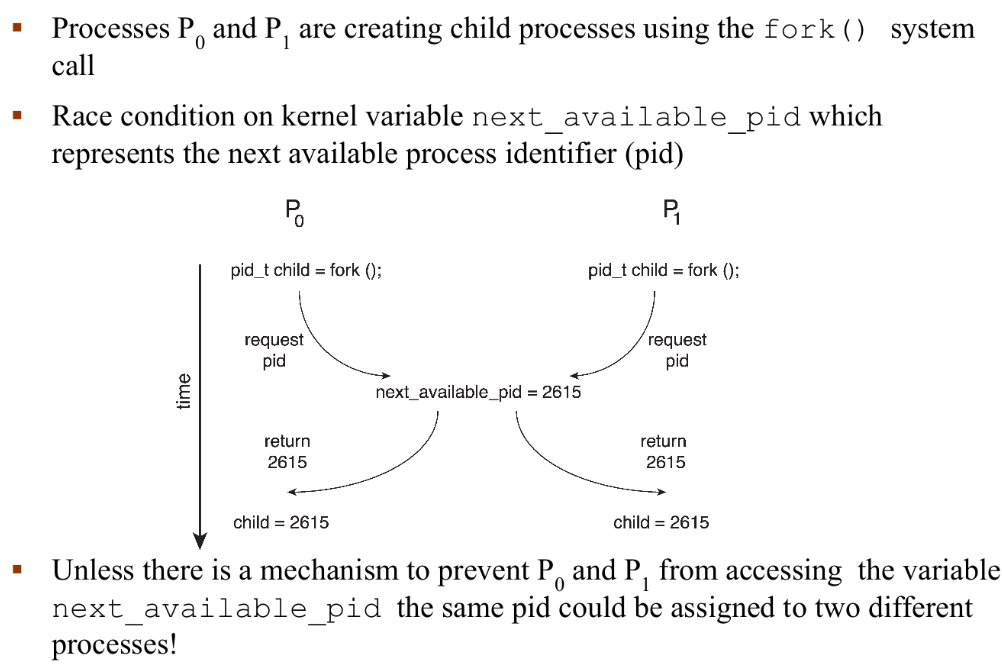 ▪ Processes P0 and P1 are creating child processes using the fork() system
call
▪ Race condition on kernel variable next_available_pid which
represents the next available process identifier (pid)
P0 P1
pid_t child = fork (); pid_t child = fork ();
request request
pid pid
time
next_available_pid = 2615
return return
2615 2615
child = 2615 child = 2615
▪ Unless there is a mechanism to prevent P0 and P1 from accessing the variable
next_available_pid the same pid could be assigned to two different
processes!